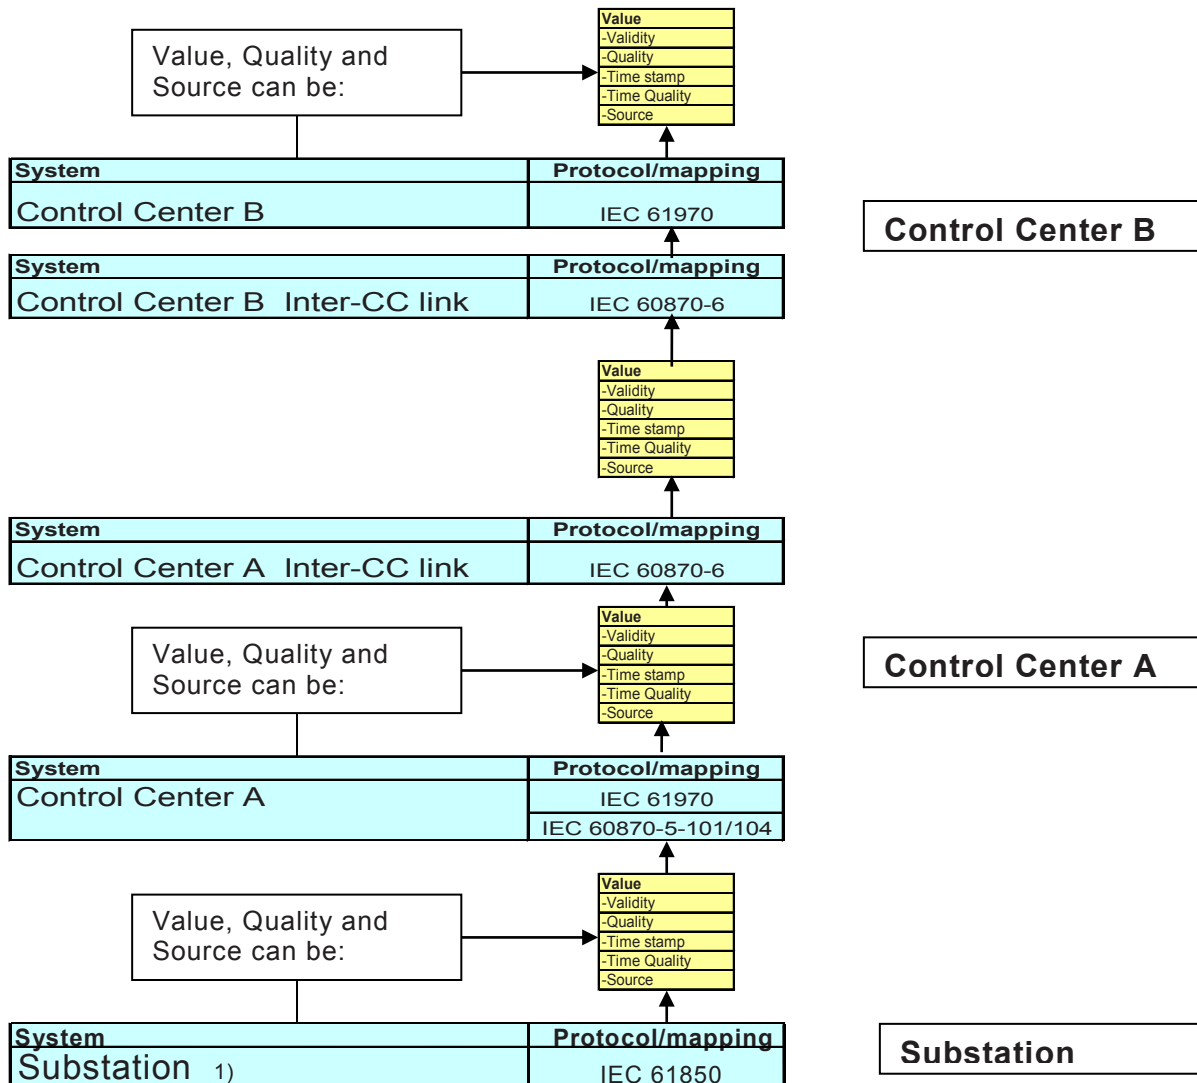 Value
-Validity
-Quality
-Time stamp
-Time Quality
-Source
Value, Quality and
Source can be:
System Protocol/mapping
Control Center B IEC 61970
Control Center B
System Protocol/mapping
Control Center B Inter-CC link IEC 60870-6
Value
-Validity
-Quality
-Time stamp
-Time Quality
-Source
System Protocol/mapping
Control Center A Inter-CC link IEC 60870-6
Value
-Validity
-Quality
-Time stamp
-Time Quality
-Source
Value, Quality and
Source can be:
Control Center A
System Protocol/mapping
Control Center A IEC 61970
IEC 60870-5-101/104
Value
-Validity
-Quality
-Time stamp
-Time Quality
-Source
Value, Quality and
Source can be:
System Protocol/mapping
Substation 1) IEC 61850
Substation